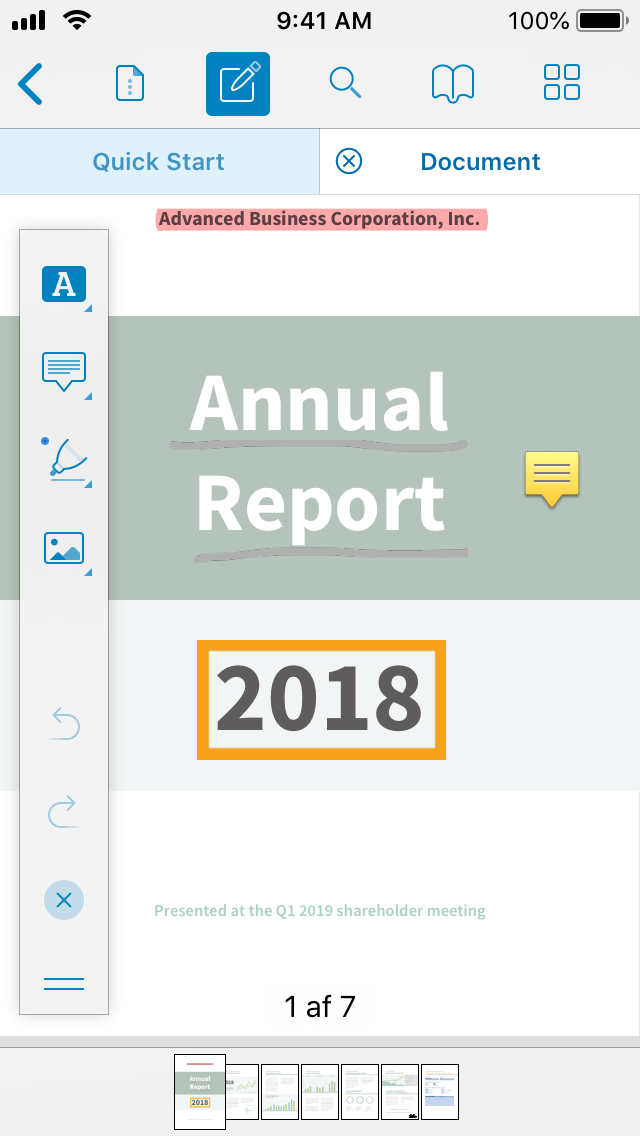 9:41 AM 100%
Quick Start Document
Advanced Business Corporation, Inc.
A
Annual
Report
2018
Presented at the Q1 2019 shareholder meeting
1 af 7
Annual
Report
2018